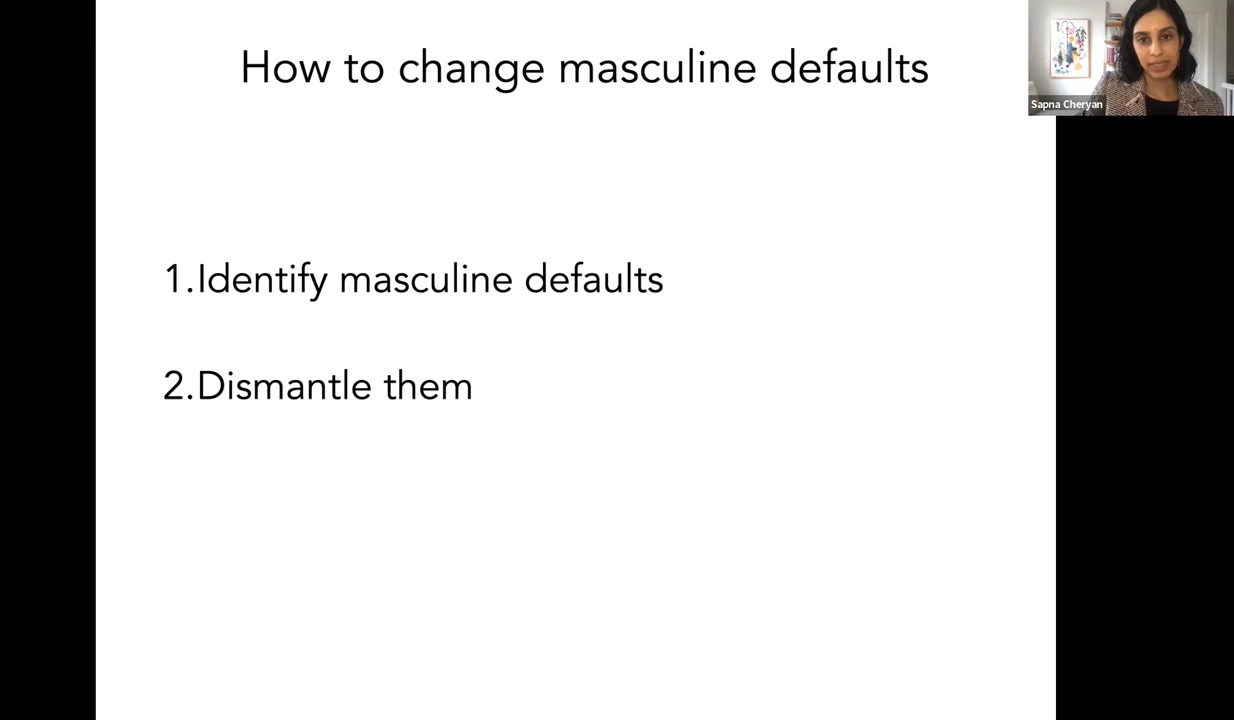 How to change masculine defaults
Sapna Cheryan
1.Identify masculine defaults
2.Dismantle them